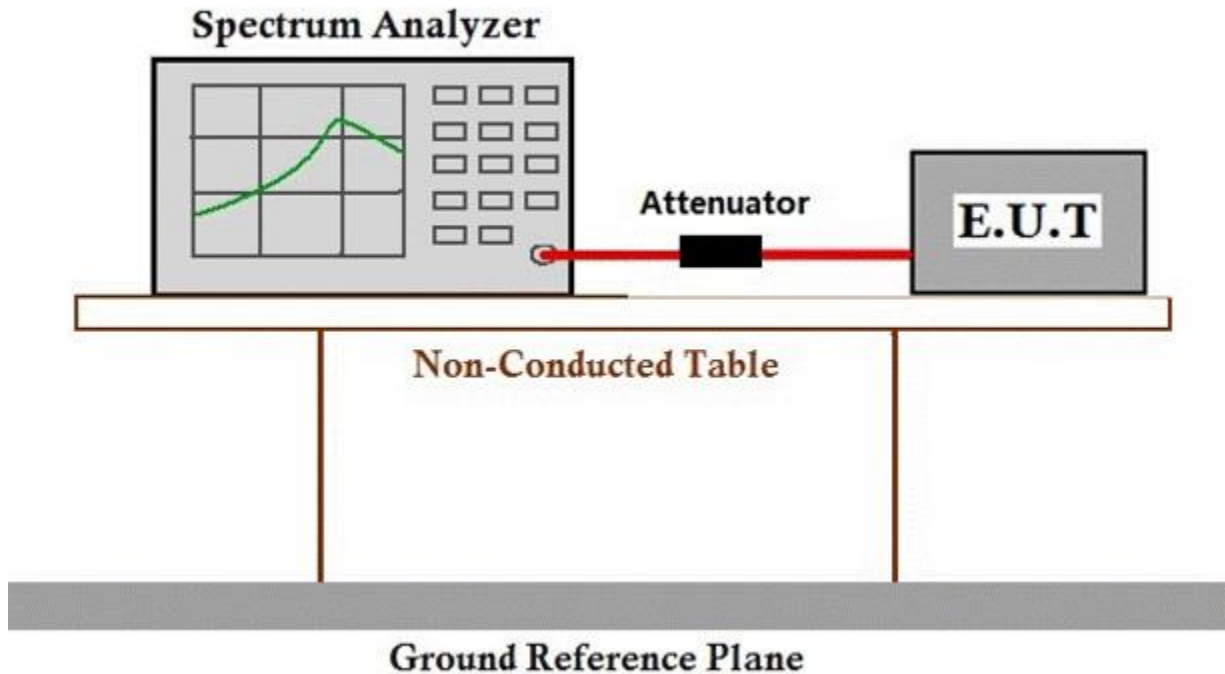 Spectrum Analyzer
Attenuator
E.U.T
Non-Conducted Table
Ground Reference Plane